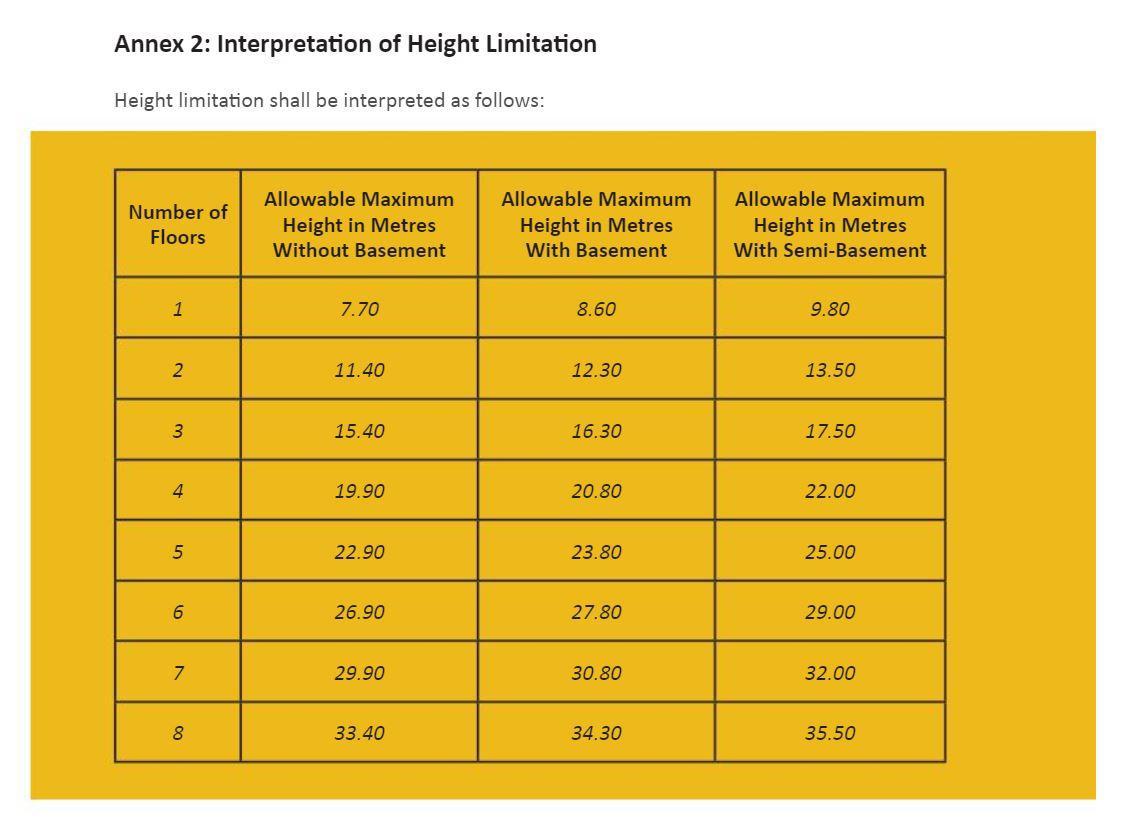 Annex 2: Interpretation of Height Limitation
Height limitation shall be interpreted as follows:
Number of
Floors
Allowable Maximum
Height in Metres
Without Basement
Allowable Maximum
Height in Metres
With Basement
Allowable Maximum
Height in Metres
With Semi-Basement
1 7.70 8.60 9.80
2 11.40 12.30 13.50
3 15.40 16.30 17.50
4 19.90 20.80 22.00
5 22.90 23.80 25.00
6 26.90 27.80 29.00
7 29.90 30.80 32.00
8 33.40 34.30 35.50